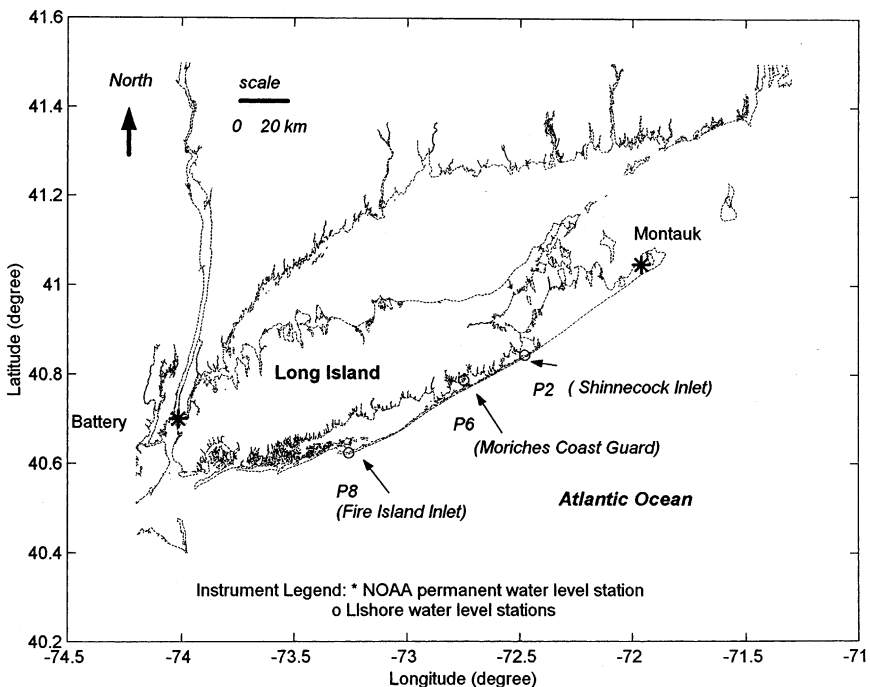 41.6
41.4
41.2
41
40.8
40.6
40.4
40.2
Latitude (degree)
North
scale
0 20 km
Montauk
Long Island
Battery
P2 ( Shinnecock Inlet)
P6
(Moriches Coast Guard)
P8
(Fire Island Inlet)
Atlantic Ocean
Instrument Legend: * NOAA permanent water level station
o LIshore water level stations
-74.5 -74 -73.5 -73 -72.5 -72 -71.5 -71
Longitude (degree)